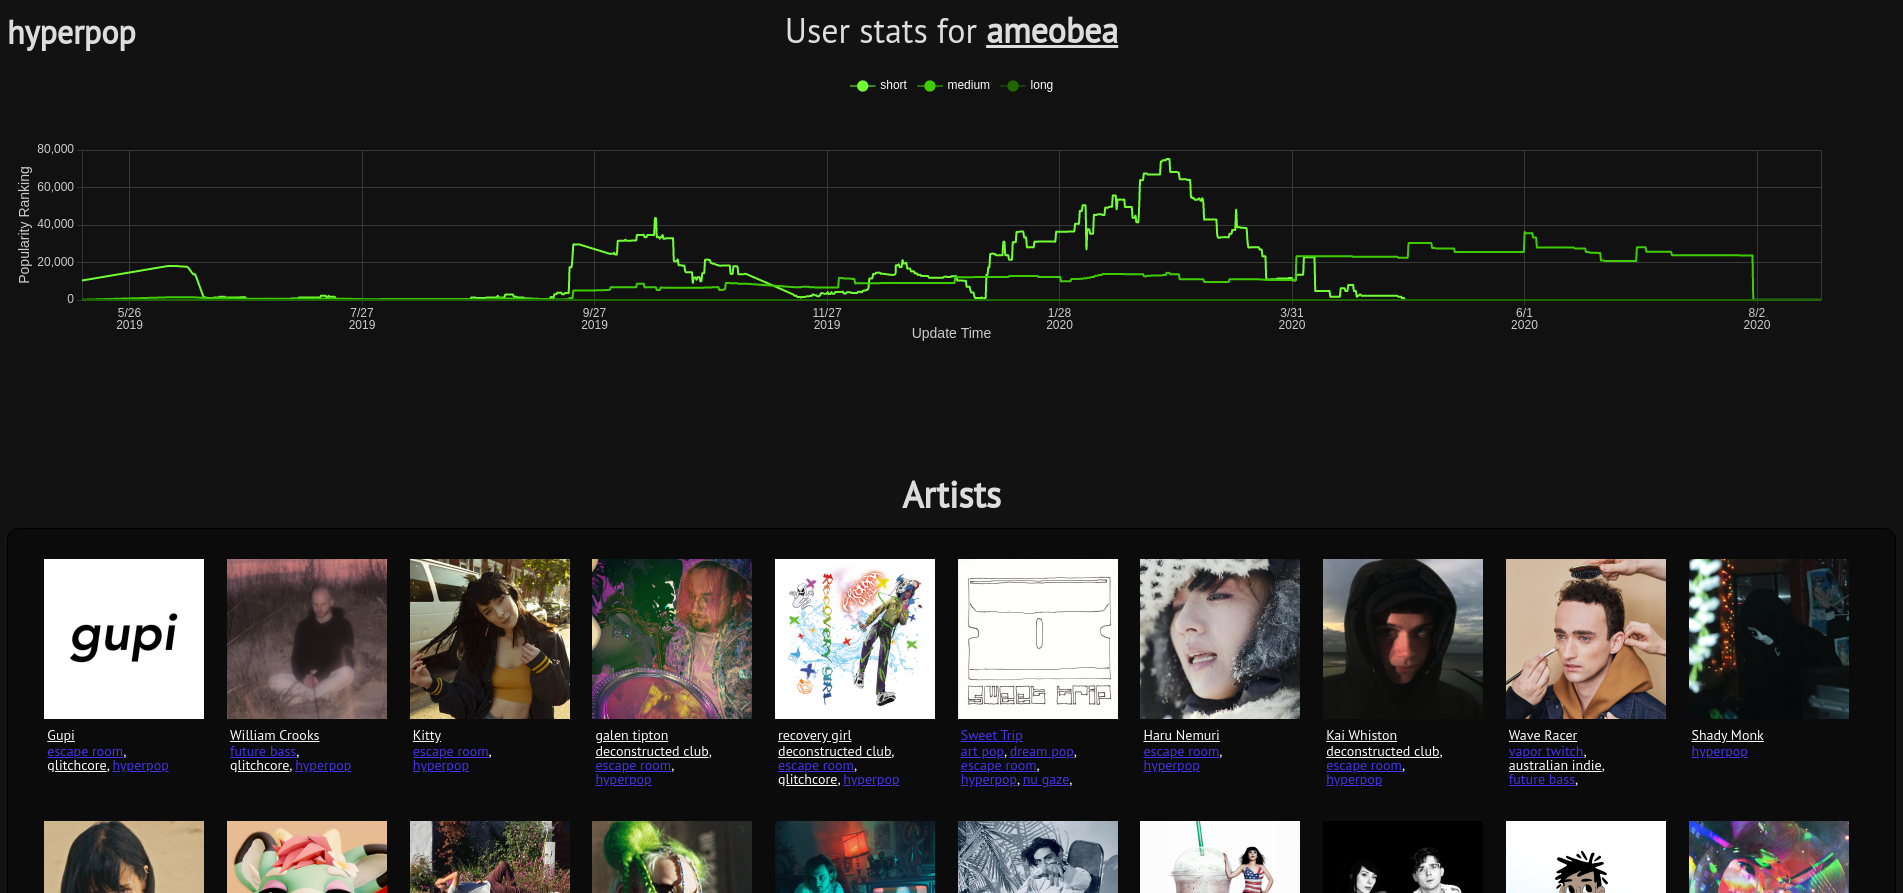 hyperpop
User stats for ameobea
short medium long
Popularity Ranking
80,000
60,000
40,000
20,000
0
5/26 7/27 9/27 11/27 1/28 3/31 6/1 8/2
2019 2019 2019 2019 2020 2020 2020 2020
Update Time
Artists
gupi
RECOVERY GIRL
sweet trip
Gupi
escape room,
glitchcore, hyperpop
William Crooks
future bass,
glitchcore, hyperpop
Kitty
escape room,
hyperpop
galen tipton
deconstructed club,
escape room,
hyperpop
recovery girl
deconstructed club,
escape room,
glitchcore, hyperpop
Sweet Trip
art pop, dream pop,
escape room,
hyperpop, nu gaze,
Haru Nemuri
escape room,
hyperpop
Kai Whiston
deconstructed club,
escape room,
hyperpop
Wave Racer
vapor twitch,
australian indie,
future bass,
Shady Monk
hyperpop